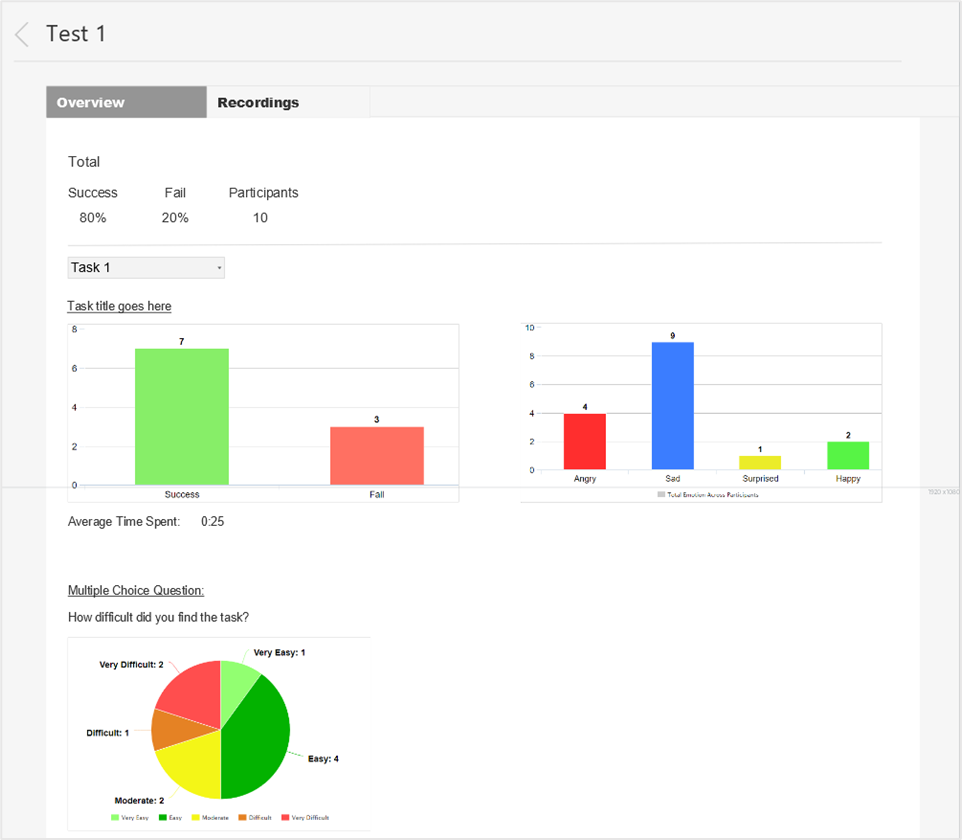 Test 1
Overview Recordings
Total
Success Fail Participants
80% 20% 10
Task 1
Task title goes here
8
6
4
2
0
7
3
Success Fail
10
8
6
4
2
0
4
9
1
2
Angry Sad Surprised Happy
Total Emotion Across Participants
1920 x 1080
Average Time Spent: 0:25
Multiple Choice Question:
How difficult did you find the task?
Very Easy: 1
Very Difficult: 2
Difficult: 1
Easy: 4
Moderate: 2
Very Easy Easy Moderate Difficult Very Difficult